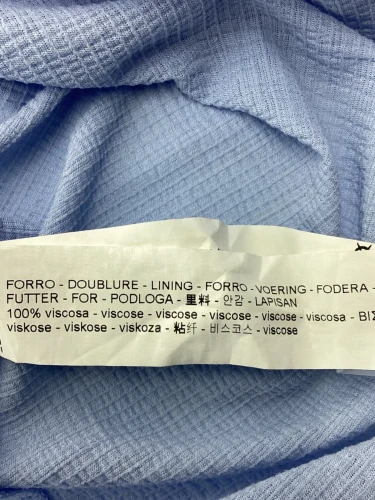 FORRO - DOUBLURE - LINING - FORRO - VOERING - FODERA -
FUTTER - FOR - PODLOGA - 里料 - 안감 - LAPISAN
100% viscosa - viscose - viscose - viscose - viscose - viscosa - ΒΙΣ
viskose - viskose - viskoza - 粘纤 - 비스코스 - viscose